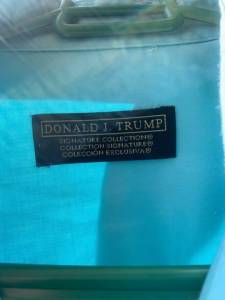 DONALD J. TRUMP
SIGNATURE COLLECTION®
COLLECTION SIGNATURE®
COLECCIÓN EXCLUSIVA®